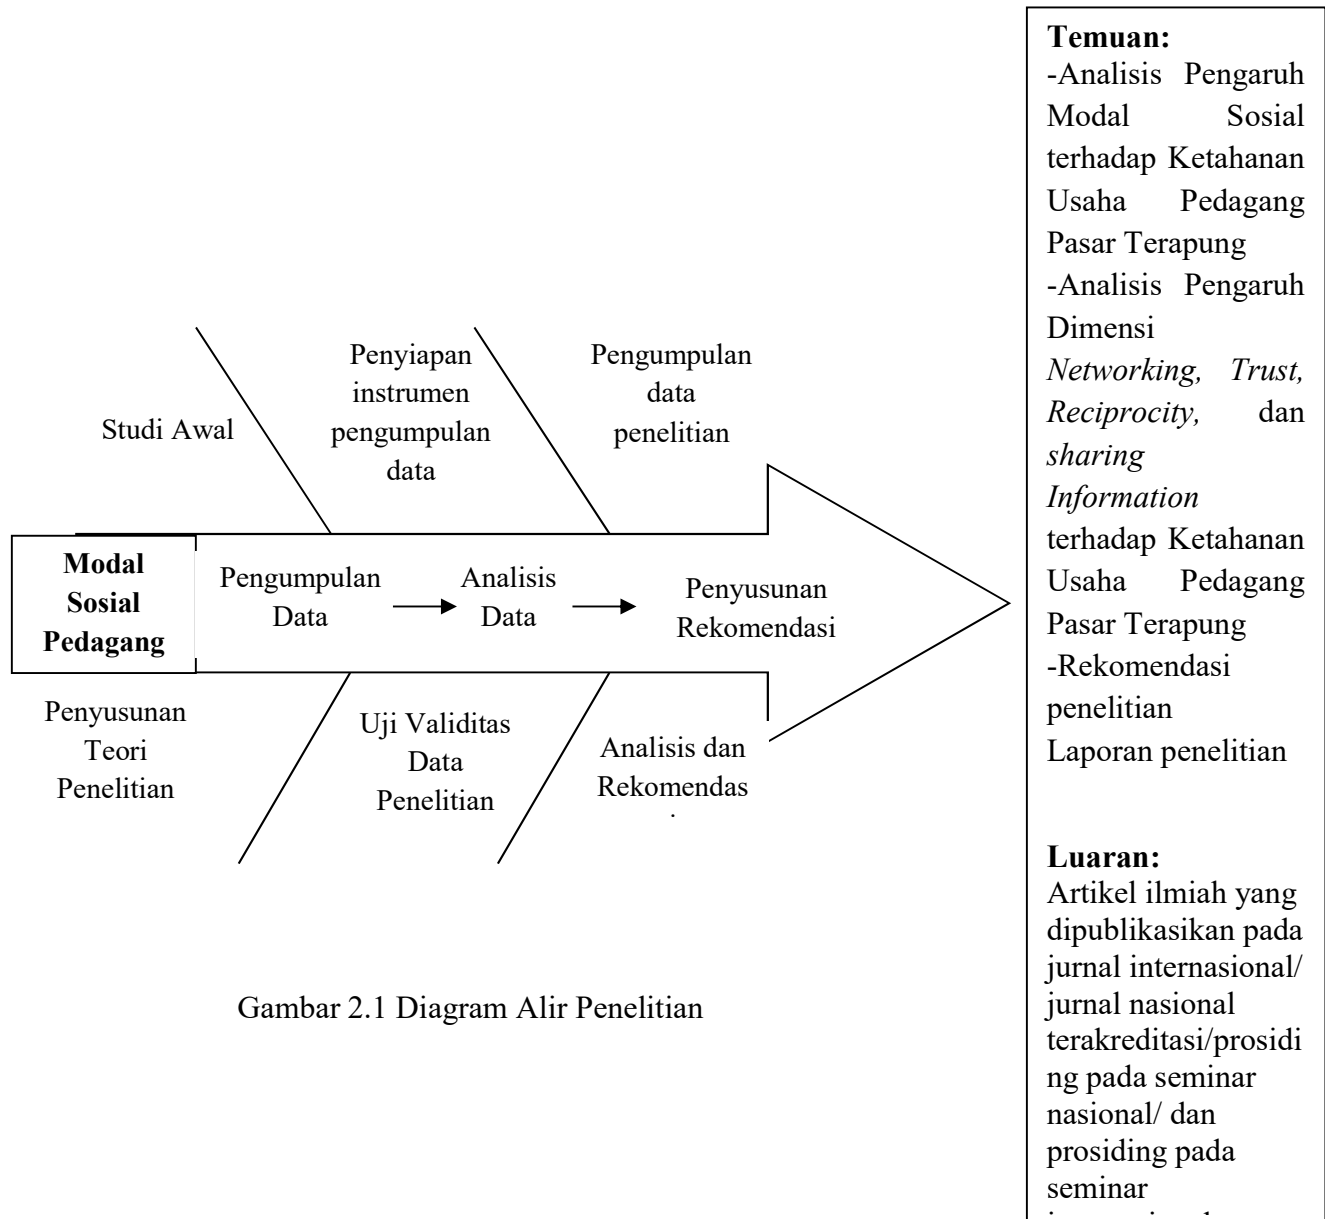 Studi Awal
Penyiapan
instrumen
pengumpulan
data
Pengumpulan
data
penelitian
Modal
Sosial
Pedagang
Pengumpulan
Data
Analisis
Data
Penyusunan
Rekomendasi
Penyusunan
Teori
Penelitian
Uji Validitas
Data
Penelitian
Analisis dan
Rekomendas
Gambar 2.1 Diagram Alir Penelitian
Temuan:
-Analisis Pengaruh
Modal Sosial
terhadap Ketahanan
Usaha Pedagang
Pasar Terapung
-Analisis Pengaruh
Dimensi
Networking, Trust,
Reciprocity, dan
sharing
Information
terhadap Ketahanan
Usaha Pedagang
Pasar Terapung
-Rekomendasi
penelitian
Laporan penelitian
Luaran:
Artikel ilmiah yang
dipublikasikan pada
jurnal internasional/
jurnal nasional
terakreditasi/prosidi
ng pada seminar
nasional/ dan
prosiding pada
seminar